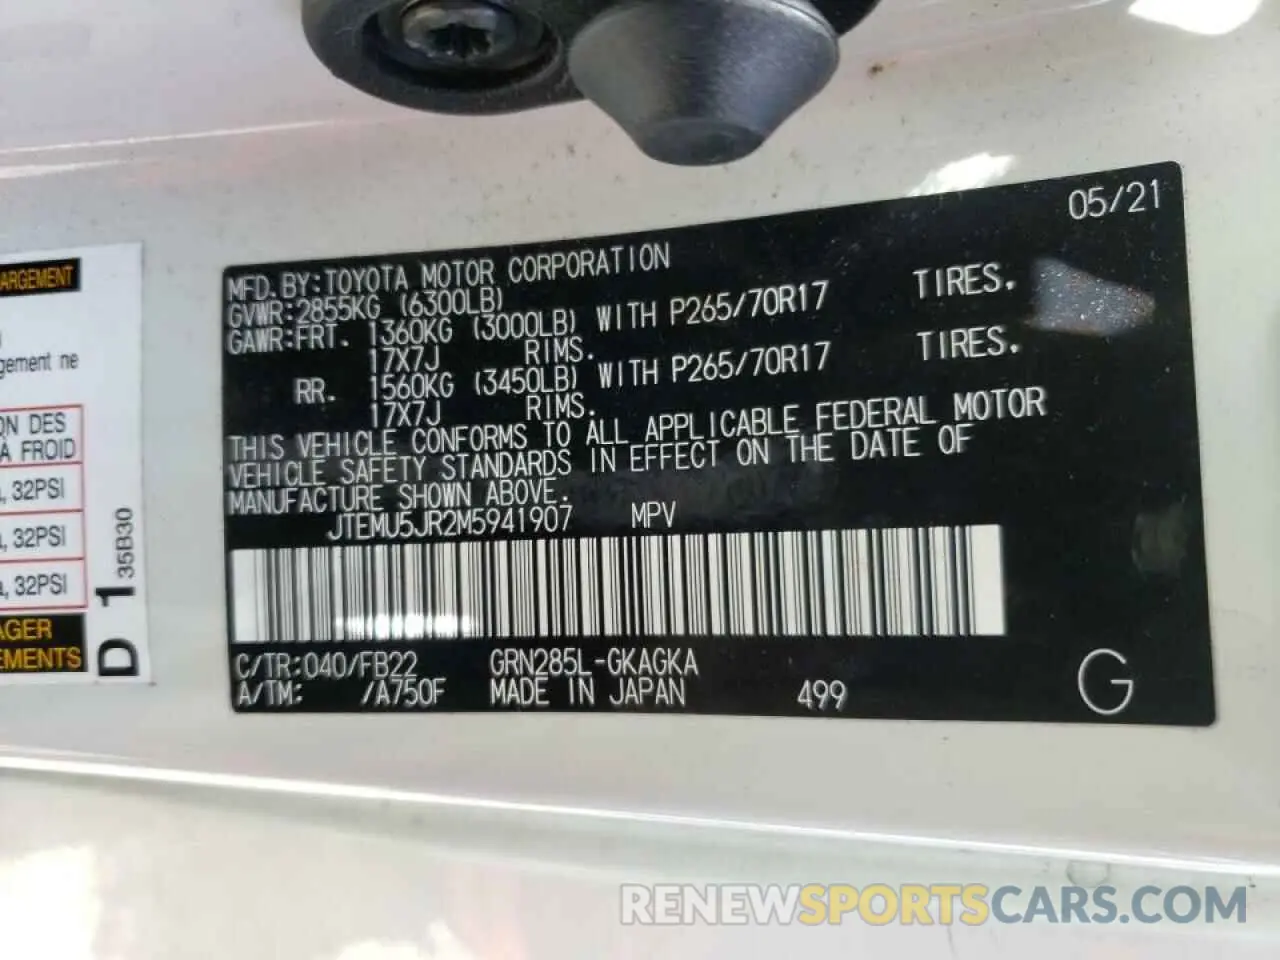 05/21
MFD. BY: TOYOTA MOTOR CORPORATION
GVWR: 2855KG (6300LB)
GAWR: FRT. 1360KG (3000LB) WITH P265/70R17 TIRES.
17X7J RIMS.
RR. 1560KG (3450LB) WITH P265/70R17 TIRES.
17X7J RIMS.
THIS VEHICLE CONFORMS TO ALL APPLICABLE FEDERAL MOTOR
VEHICLE SAFETY STANDARDS IN EFFECT ON THE DATE OF
MANUFACTURE SHOWN ABOVE.
JTEMU5JR2M5941907 MPV
C/TR: 040/FB22 GRN285L-GKAGKA
A/TM: /A750F MADE IN JAPAN 499
G
ARGEMENT
gement ne
ON DES
A FROID
, 32PSI
, 32PSI
, 32PSI
AGER
EMENTS
D 1 35B30
RENEWSPORTSCARS.COM